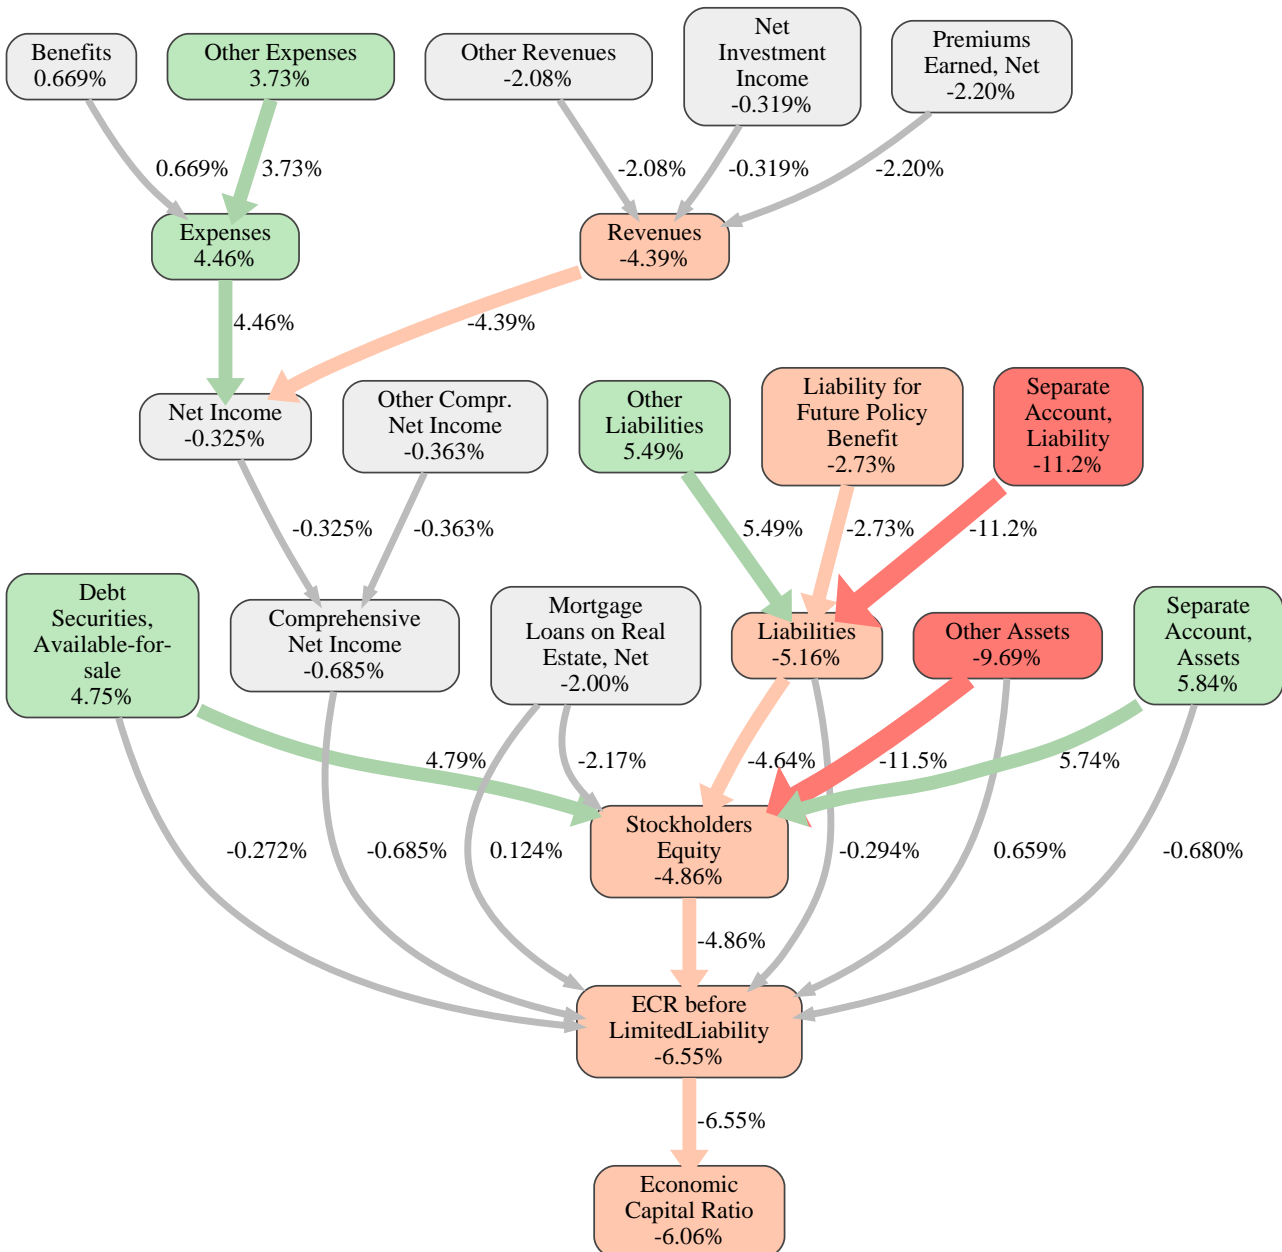 Benefits
0.669%
Other Expenses
3.73%
Other Revenues
-2.08%
Net
Investment
Income
-0.319%
Premiums
Earned, Net
-2.20%
0.669%
3.73%
-2.08%
-0.319%
-2.20%
Expenses
4.46%
Revenues
-4.39%
4.46%
-4.39%
Net Income
-0.325%
Other Compr.
Net Income
-0.363%
Other
Liabilities
5.49%
Liability for
Future Policy
Benefit
-2.73%
Separate
Account,
Liability
-11.2%
-0.325%
-0.363%
5.49%
-2.73%
-11.2%
Debt
Securities,
Available-for-
sale
4.75%
Comprehensive
Net Income
-0.685%
Mortgage
Loans on Real
Estate, Net
-2.00%
Liabilities
-5.16%
Other Assets
-9.69%
Separate
Account,
Assets
5.84%
4.79%
-2.17%
-4.64%
-11.5%
5.74%
Stockholders
Equity
-4.86%
-0.272%
-0.685%
0.124%
-0.294%
0.659%
-0.680%
-4.86%
ECR before
LimitedLiability
-6.55%
-6.55%
Economic
Capital Ratio
-6.06%